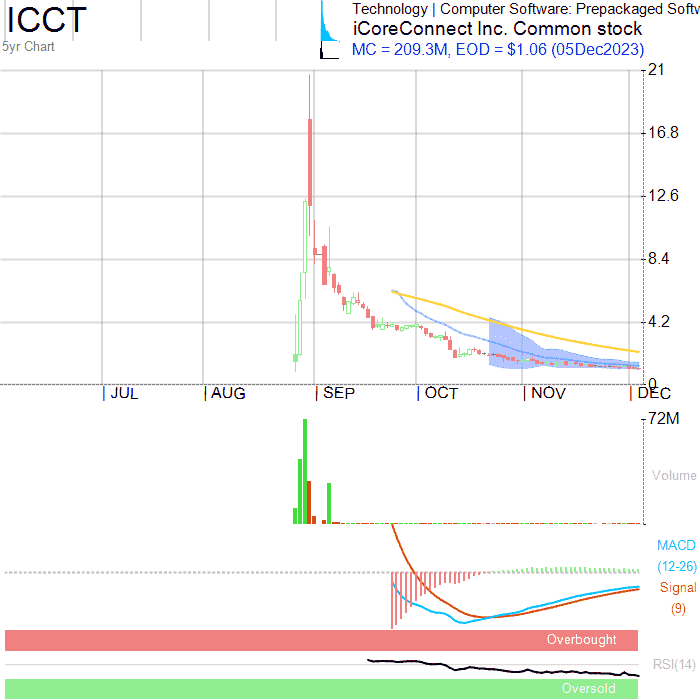 ICCT
5yr Chart
Technology | Computer Software: Prepackaged Softw
iCoreConnect Inc. Common stock
MC = 209.3M, EOD = $1.06 (05Dec2023)
21
16.8
12.6
8.4
4.2
0
JUL
AUG
SEP
OCT
NOV
DEC
72M
Volume
MACD
(12-26)
Signal
(9)
Overbought
RSI(14)
Oversold